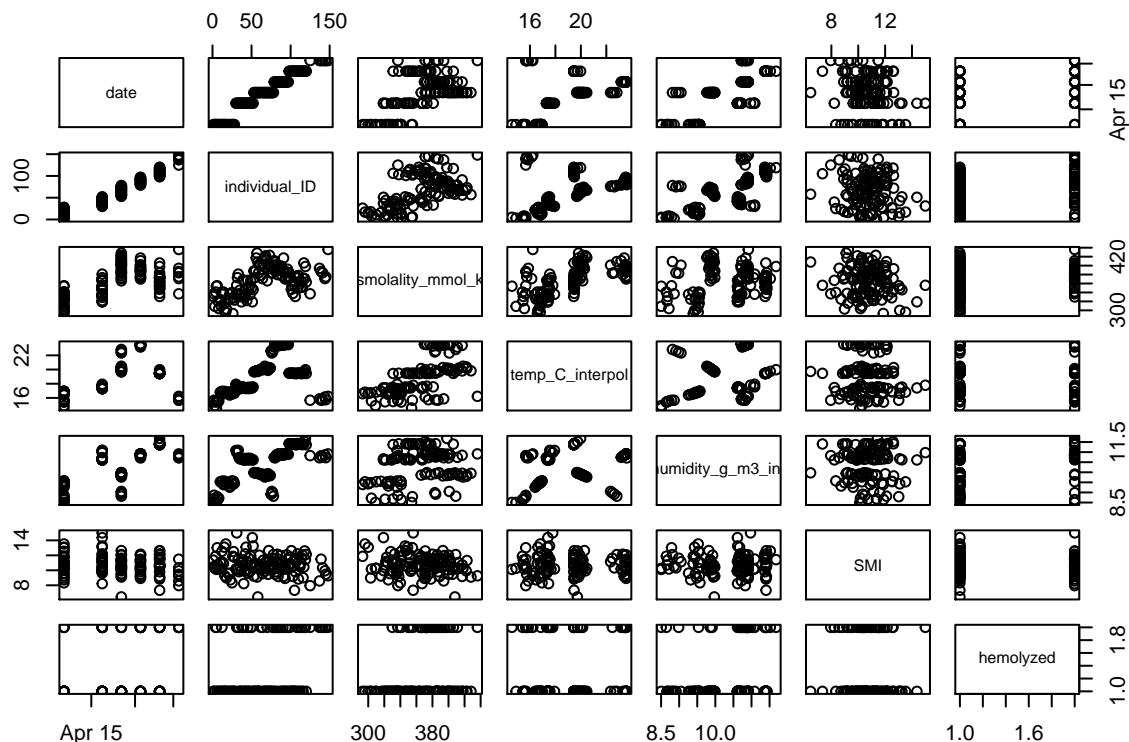 0 50 150
16 20
8 12
date
Apr 15
0 100
individual_ID
smolality_mmol_k
300 420
16 22
temp_C_interpol
numidity_g_m3_in
8.5 11.5
8 14
SMI
hemolyzed
1.0 1.8
Apr 15
300 380
8.5 10.0
1.0 1.6